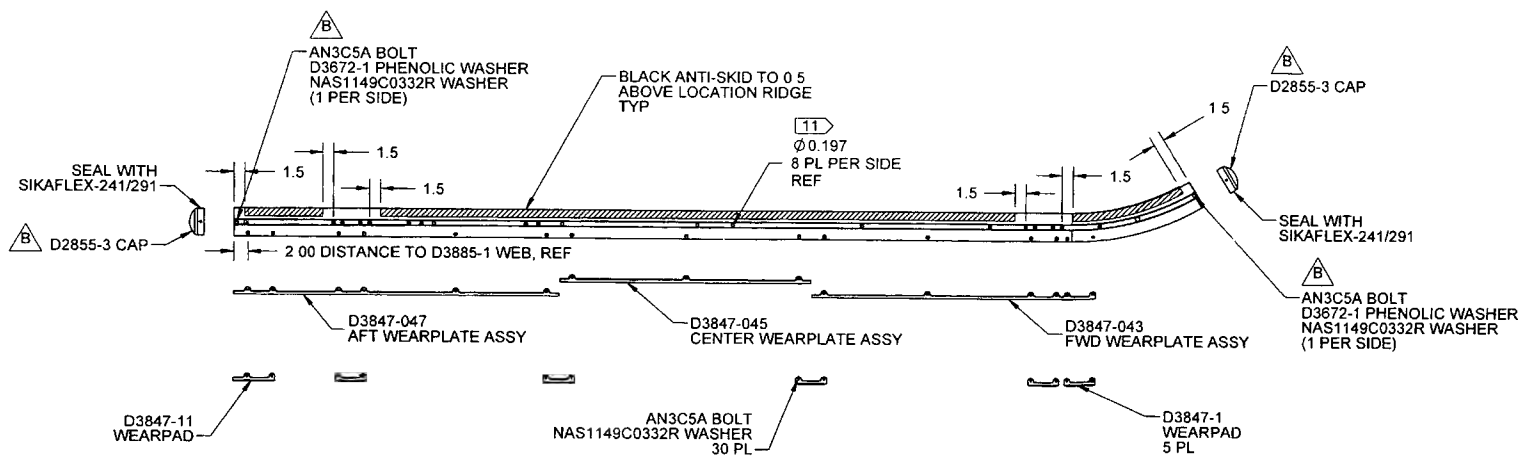 B
AN3C5A BOLT
D3672-1 PHENOLIC WASHER
NAS1149C0332R WASHER
(1 PER SIDE)
BLACK ANTI-SKID TO 0 5
ABOVE LOCATION RIDGE
TYP
11
Ø 0.197
8 PL PER SIDE
REF
B
D2855-3 CAP
1 5
1.5
1.5
1.5
1.5
1.5
SEAL WITH
SIKAFLEX-241/291
B
D2855-3 CAP
2 00 DISTANCE TO D3885-1 WEB, REF
SEAL WITH
SIKAFLEX-241/291
B
AN3C5A BOLT
D3672-1 PHENOLIC WASHER
NAS1149C0332R WASHER
(1 PER SIDE)
D3847-047
AFT WEARPLATE ASSY
D3847-045
CENTER WEARPLATE ASSY
D3847-043
FWD WEARPLATE ASSY
D3847-11
WEARPAD
AN3C5A BOLT
NAS1149C0332R WASHER
30 PL
D3847-1
WEARPAD
5 PL